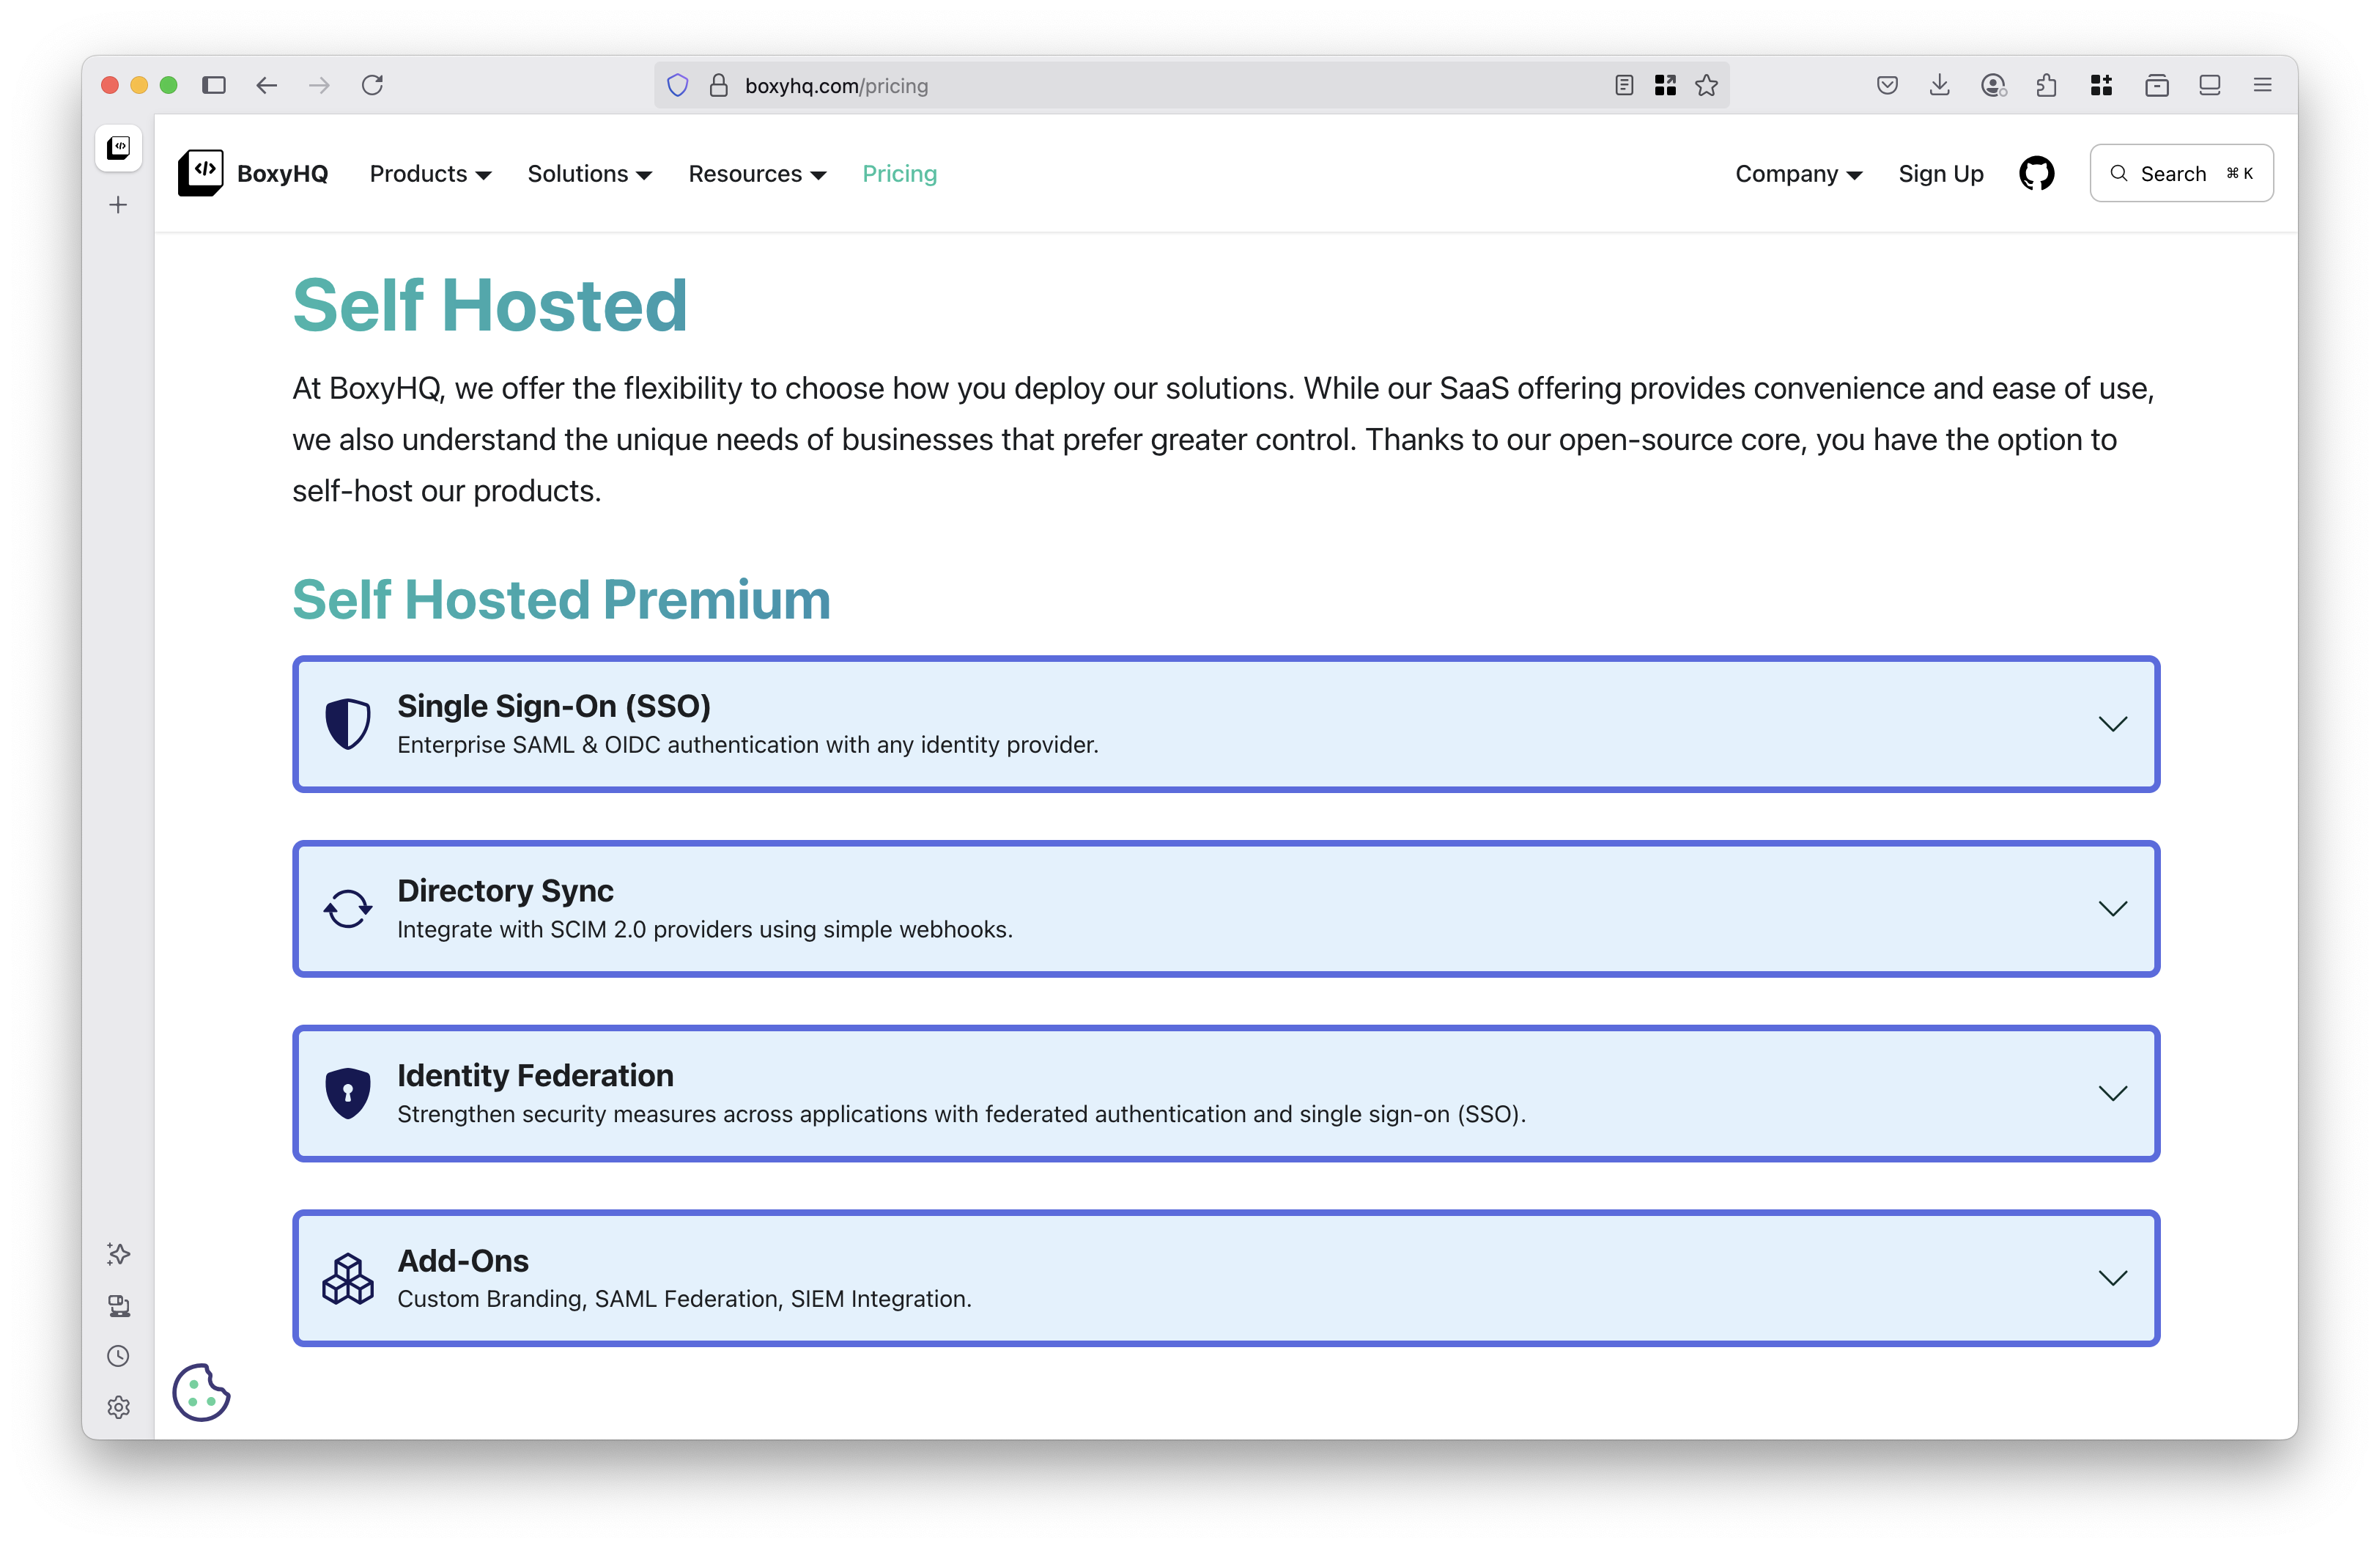 boxyhq.com/pricing
BoxyHQ
Products
Solutions
Resources
Pricing
Company
Sign Up
Search ⌘ K
Self Hosted
At BoxyHQ, we offer the flexibility to choose how you deploy our solutions. While our SaaS offering provides convenience and ease of use,
we also understand the unique needs of businesses that prefer greater control. Thanks to our open-source core, you have the option to
self-host our products.
Self Hosted Premium
Single Sign-On (SSO)
Enterprise SAML & OIDC authentication with any identity provider.
Directory Sync
Integrate with SCIM 2.0 providers using simple webhooks.
Identity Federation
Strengthen security measures across applications with federated authentication and single sign-on (SSO).
Add-Ons
Custom Branding, SAML Federation, SIEM Integration.